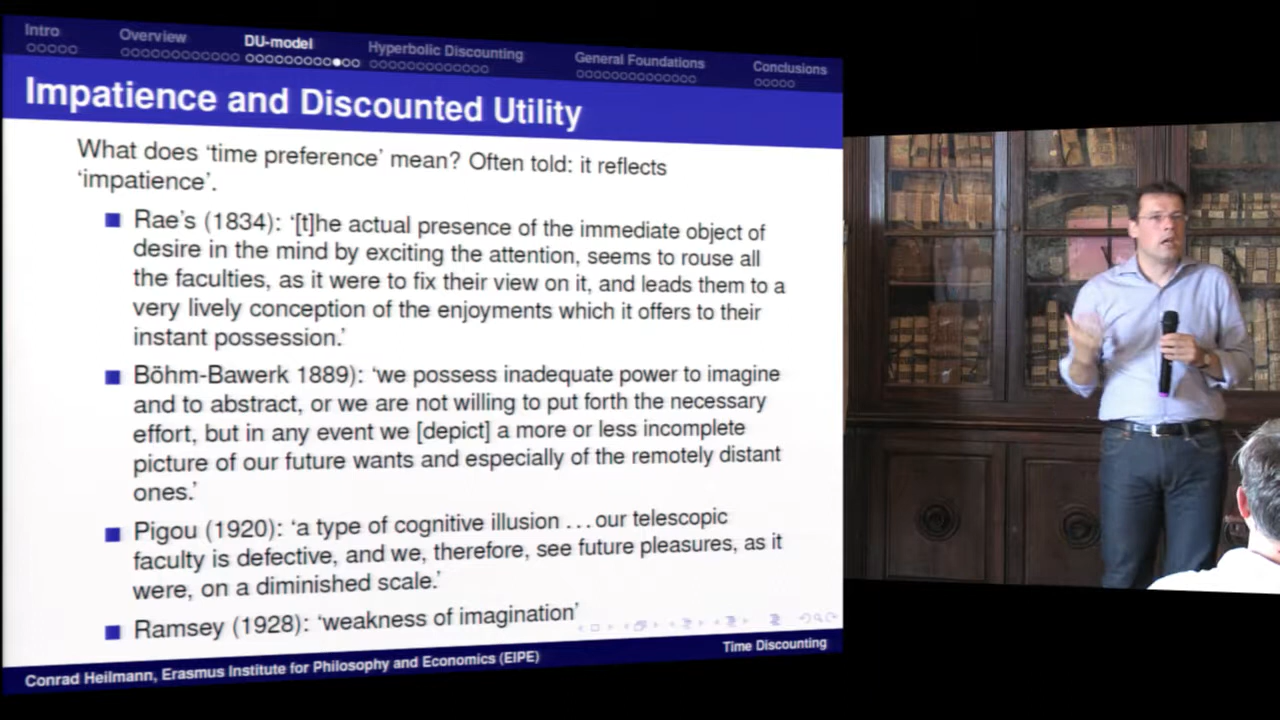 Intro Overview DU-model Hyperbolic Discounting General Foundations Conclusions
Impatience and Discounted Utility
What does ‘time preference’ mean? Often told: it reflects
‘impatience’.
Rae’s (1834): ‘[t]he actual presence of the immediate object of
desire in the mind by exciting the attention, seems to rouse all
the faculties, as it were to fix their view on it, and leads them to a
very lively conception of the enjoyments which it offers to their
instant possession.’
Böhm-Bawerk 1889): ‘we possess inadequate power to imagine
and to abstract, or we are not willing to put forth the necessary
effort, but in any event we [depict] a more or less incomplete
picture of our future wants and especially of the remotely distant
ones.’
Pigou (1920): ‘a type of cognitive illusion …our telescopic
faculty is defective, and we, therefore, see future pleasures, as it
were, on a diminished scale.’
Ramsey (1928): ‘weakness of imagination’
Conrad Heilmann, Erasmus Institute for Philosophy and Economics (EIPE)
Time Discounting